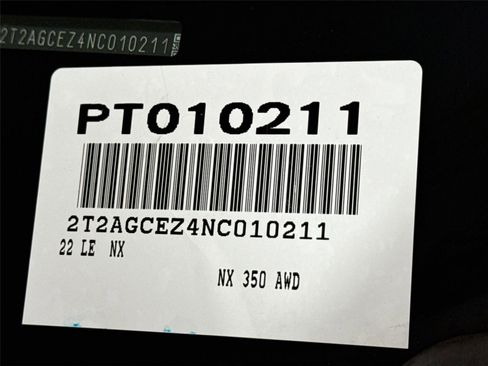 2T2AGCEZ4NC010211
PT010211
2T2AGCEZ4NC010211
22 LE NX
NX 350 AWD